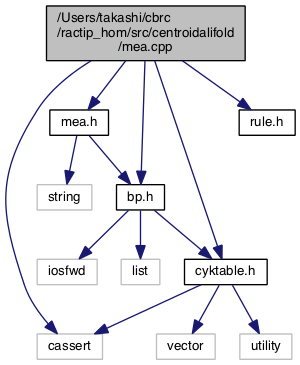 /Users/takashi/cbrc
/ractip_hom/src/centroidalifold
/mea.cpp
mea.h
rule.h
string
bp.h
iosfwd
list
cyktable.h
cassert
vector
utility